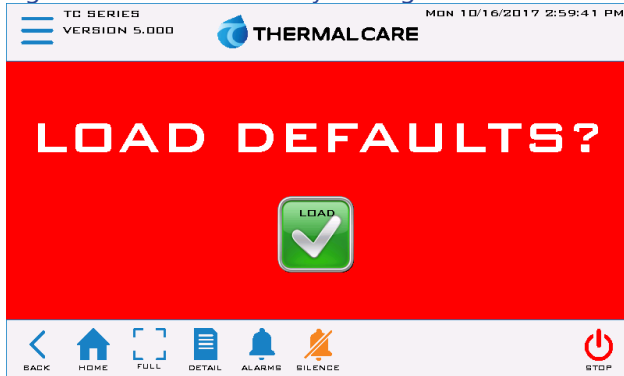 TC SERIES
VERSION 5.000
THERMALCARE
MON 10/16/2017 2:59:41 PM
LOAD DEFAULTS?
LOAD
BACK
HOME
FULL
DETAIL
ALARMS
SILENCE
STOP